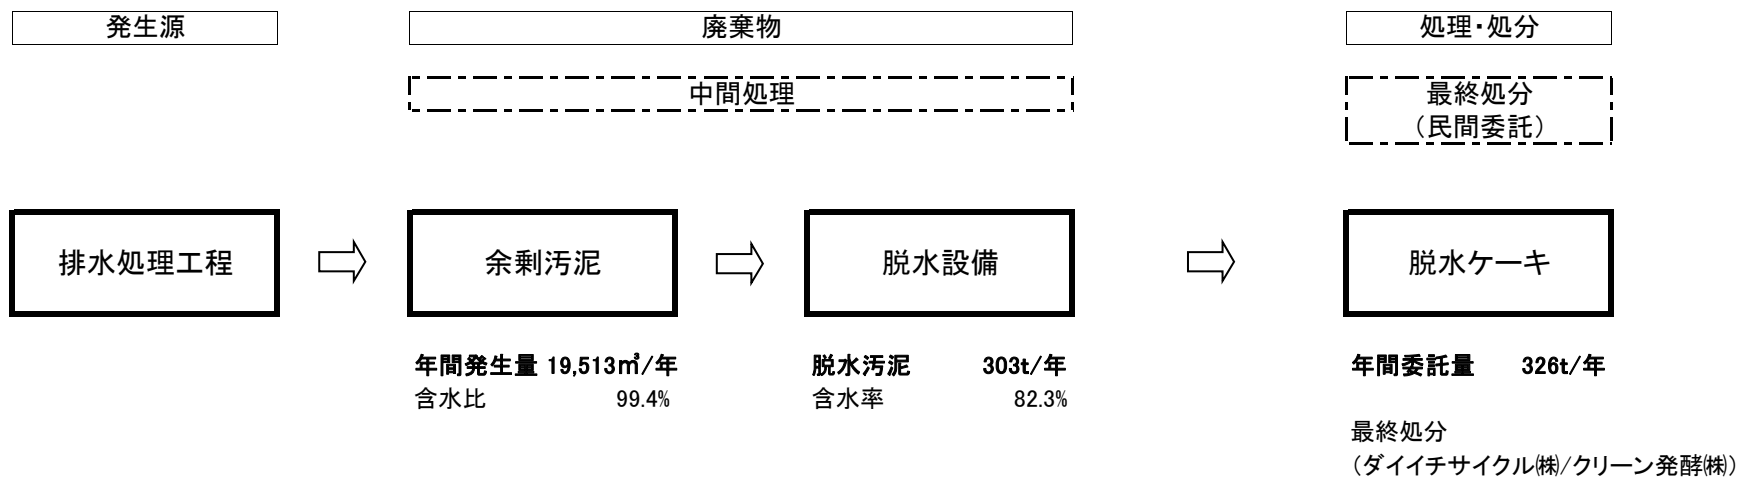 発生源
廃棄物
処理・処分
中間処理
最終処分
（民間委託）
排水処理工程
余剰汚泥
脱水設備
脱水ケーキ
年間発生量 19,513㎥/年
脱水汚泥 303t/年
年間委託量 326t/年
含水比 99.4%
含水率 82.3%
最終処分
（ダイイチサイクル㈱/クリーン発酵㈱）